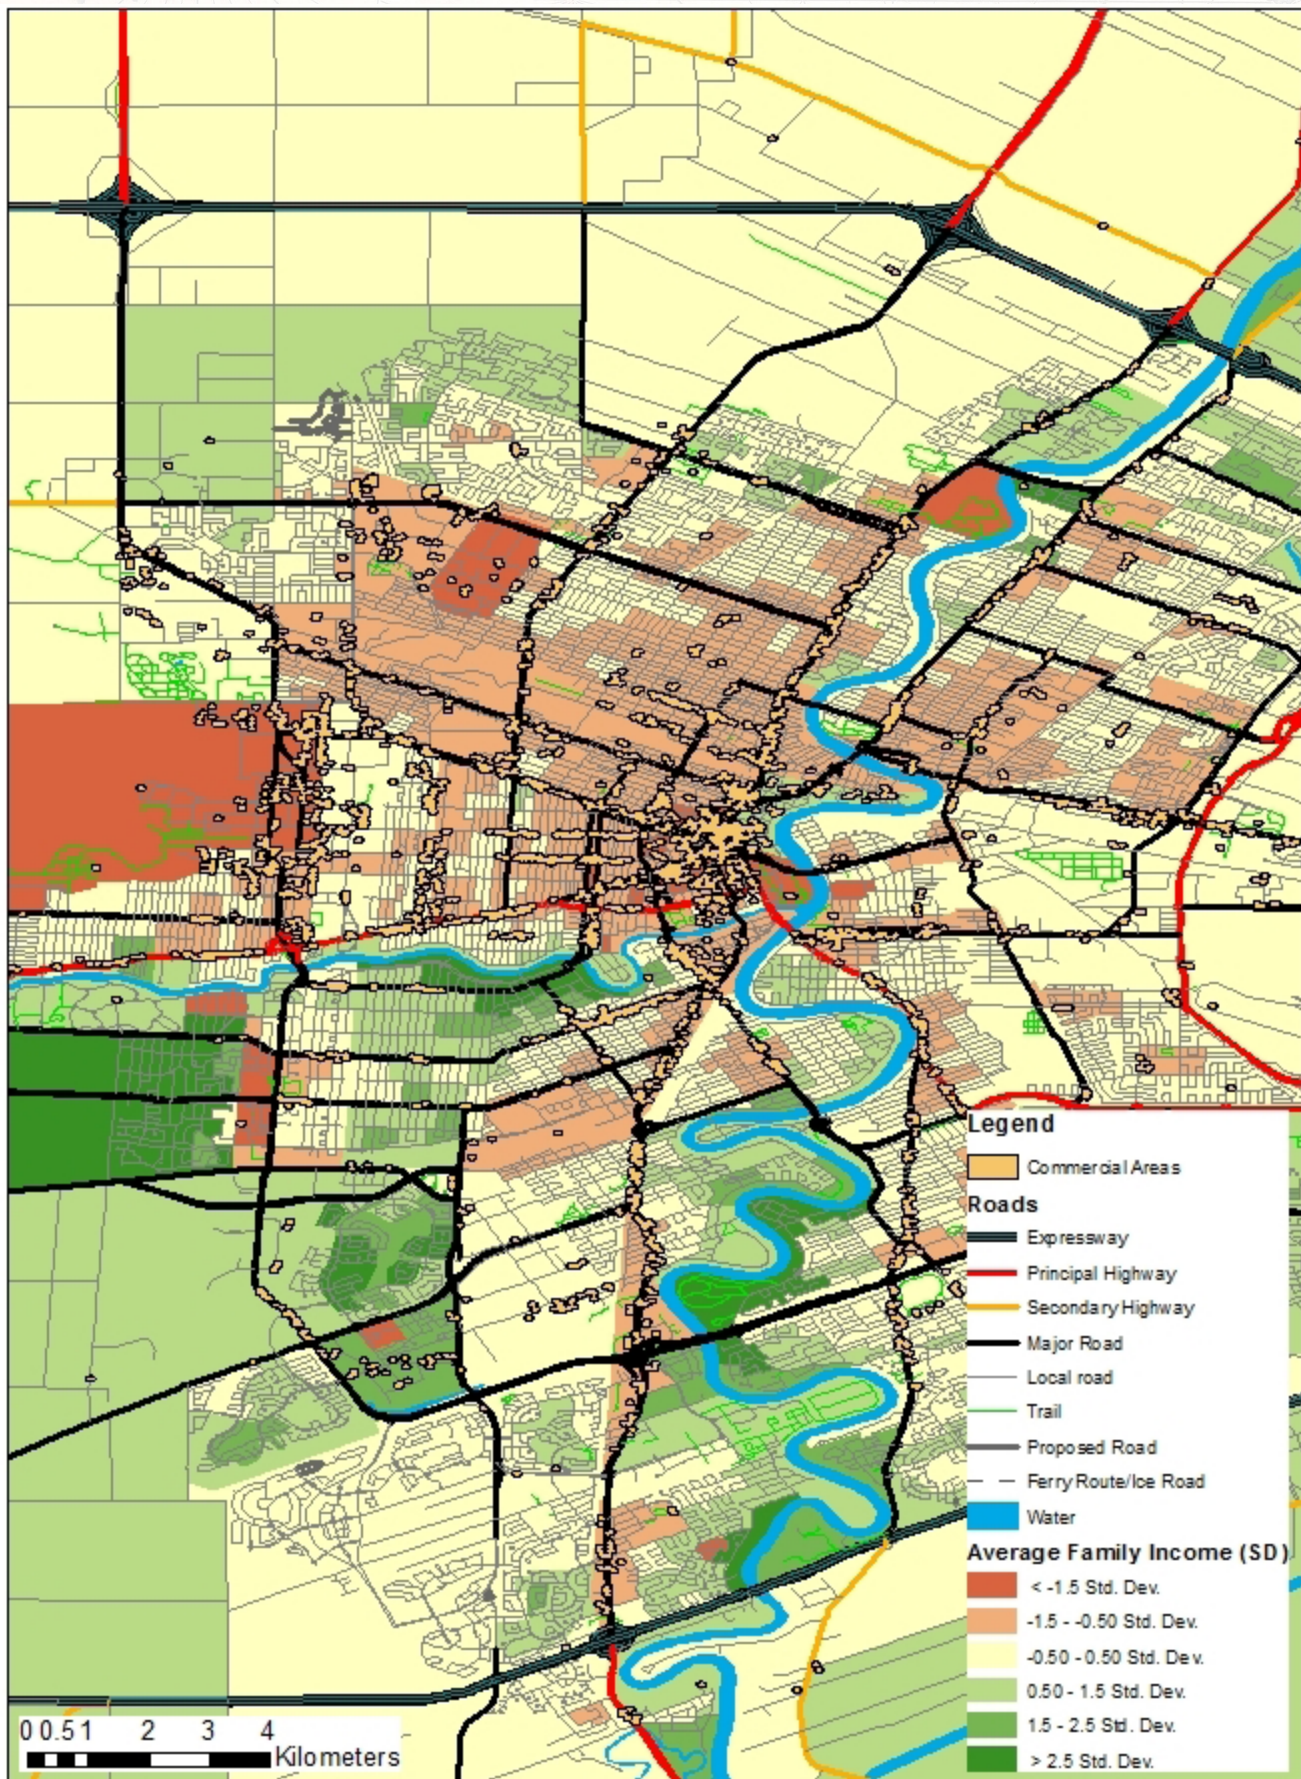 Legend
Commercial Areas
Roads
Expressway
Principal Highway
Secondary Highway
Major Road
Local road
Trail
Proposed Road
Ferry Route/Ice Road
Water
Average Family Income (SD)
< -1.5 Std. Dev.
-1.5 - -0.50 Std. Dev.
-0.50 - 0.50 Std. Dev.
0.50 - 1.5 Std. Dev.
1.5 - 2.5 Std. Dev.
> 2.5 Std. Dev.
0 0.5 1 2 3 4
Kilometers